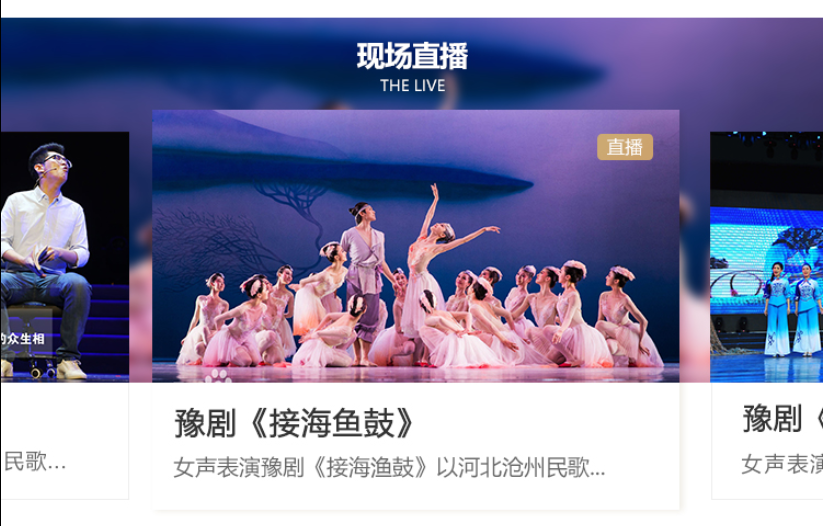 现场直播
THE LIVE
直播
的众生相
豫剧《接海鱼鼓》
女声表演豫剧《接海渔鼓》以河北沧州民歌...
民歌...
豫剧《
女声表演